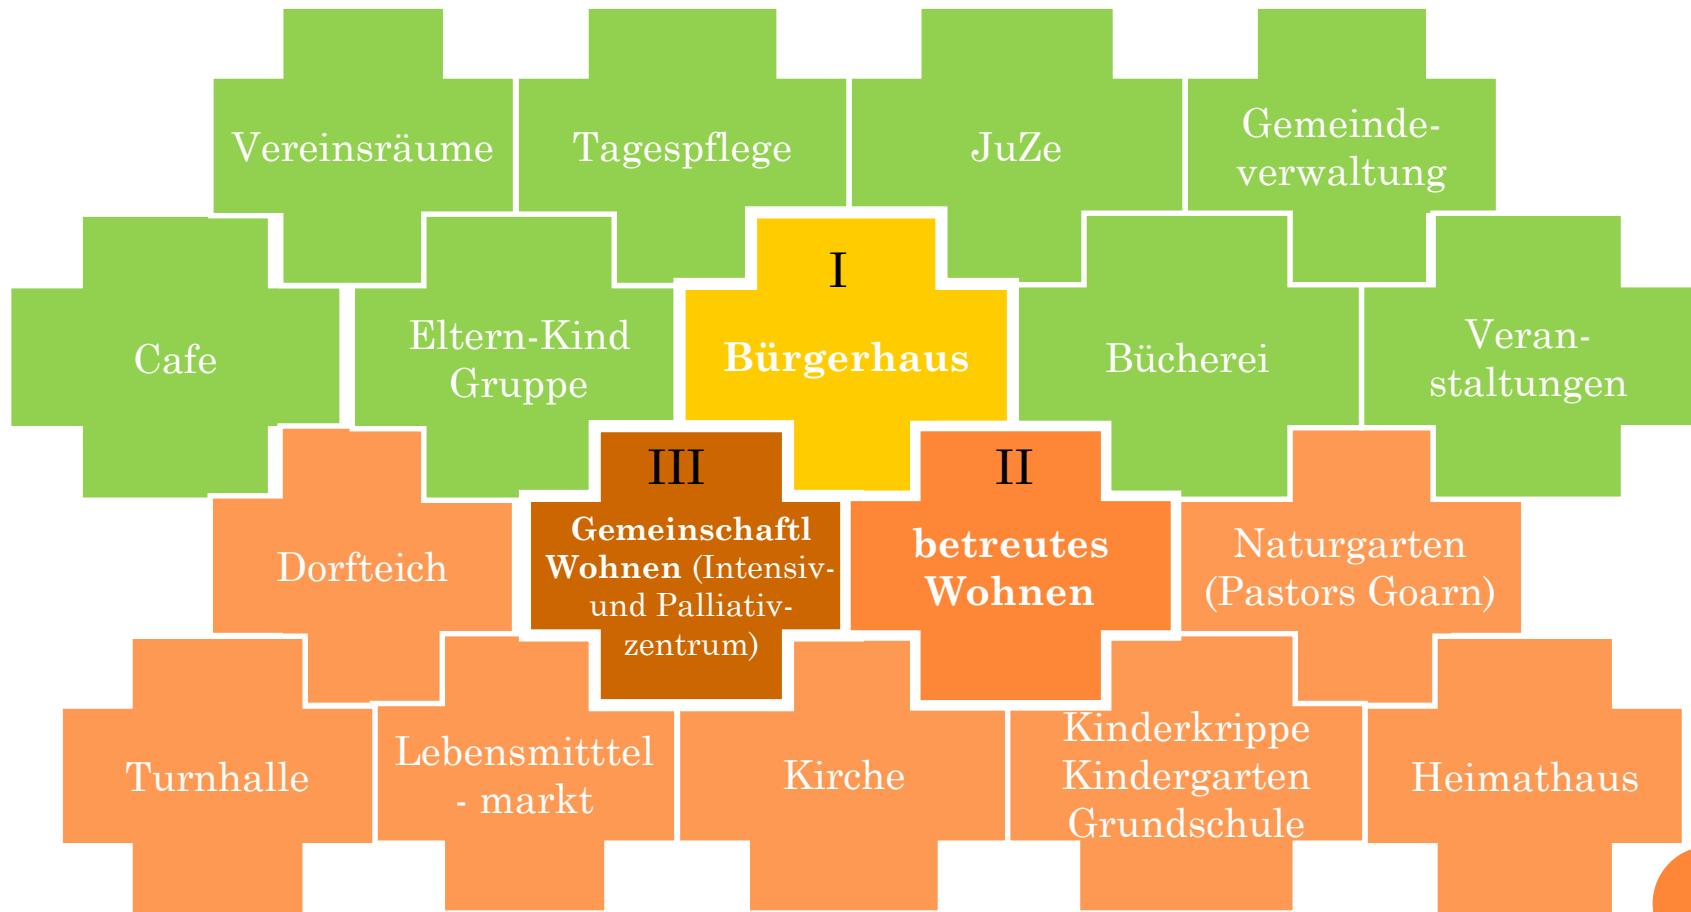 Vereinsräume
Tagespflege
JuZe
Gemeinde-
verwaltung
Cafe
Eltern-Kind
Gruppe
I
Bürgerhaus
Bücherei
Veran-
staltungen
Dorfteich
III
Gemeinschaftl
Wohnen (Intensiv-
und Palliativ-
zentrum)
II
betreutes
Wohnen
Naturgarten
(Pastors Goarn)
Turnhalle
Lebensmitttel
- markt
Kirche
Kinderkrippe
Kindergarten
Grundschule
Heimathaus